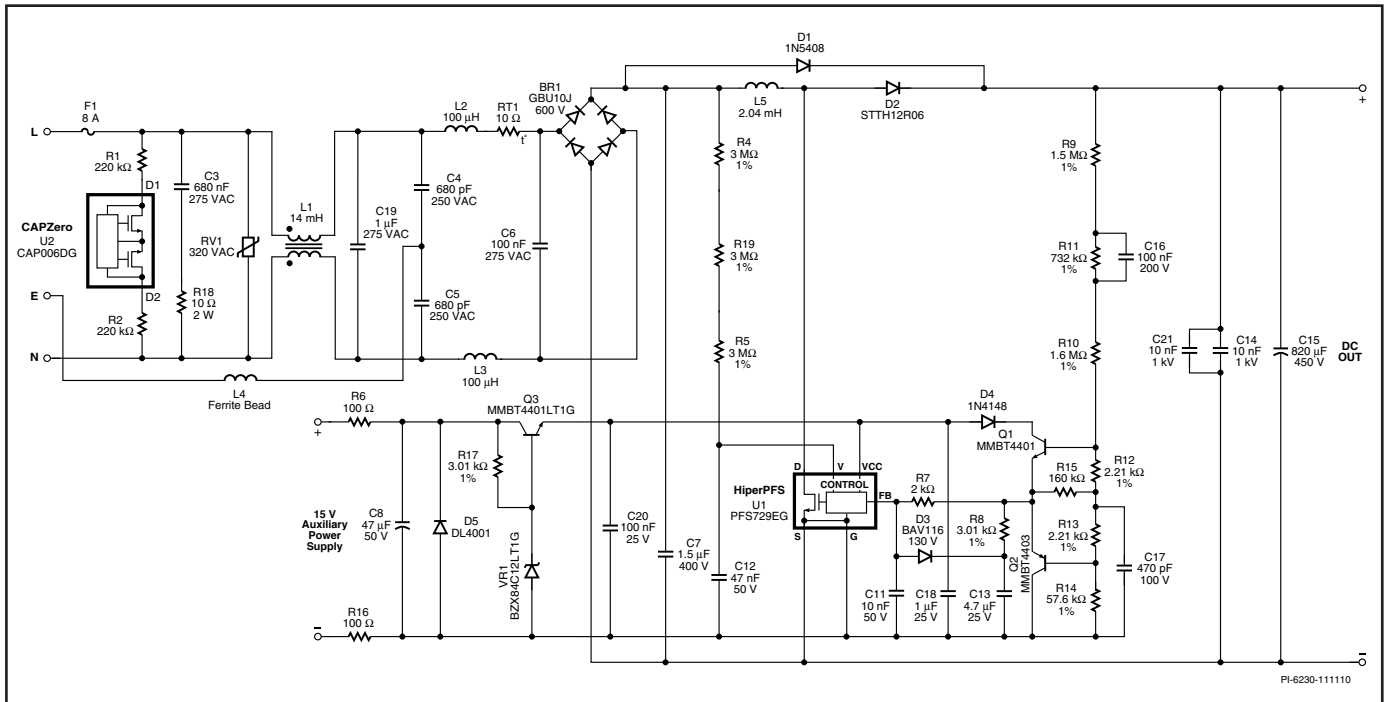 F1
8 A
L
R1
220 kΩ
D1
CAPZero
U2
CAP006DG
D2
E
R2
220 kΩ
N
C3
680 nF
275 VAC
R18
10 Ω
2 W
RV1
320 VAC
L1
14 mH
L4
Ferrite Bead
C19
1 µF
275 VAC
C4
680 pF
250 VAC
C5
680 pF
250 VAC
L2
100 µH
RT1
10 Ω
t°
C6
100 nF
275 VAC
L3
100 µH
BR1
GBU10J
600 V
D1
1N5408
L5
2.04 mH
D2
STTH12R06
+
R4
3 MΩ
1%
R19
3 MΩ
1%
R5
3 MΩ
1%
R9
1.5 MΩ
1%
R11
732 kΩ
1%
C16
100 nF
200 V
R10
1.6 MΩ
1%
C21
10 nF
1 kV
C14
10 nF
1 kV
C15
820 µF
450 V
DC
OUT
R6
100 Ω
+
Q3
MMBT4401LT1G
R17
3.01 kΩ
1%
15 V
Auxiliary
Power
Supply
C8
47 µF
50 V
D5
DL4001
VR1
BZX84C12LT1G
R16
100 Ω
–
C20
100 nF
25 V
C7
1.5 µF
400 V
C12
47 nF
50 V
D
V
VCC
CONTROL
HiperPFS
U1
PFS729EG
FB
S
G
R7
2 kΩ
D3
BAV116
130 V
C11
10 nF
50 V
C18
1 µF
25 V
C13
4.7 µF
25 V
R8
3.01 kΩ
1%
D4
1N4148
Q1
MMBT4401
R15
160 kΩ
R12
2.21 kΩ
1%
Q2
MMBT4403
R13
2.21 kΩ
1%
R14
57.6 kΩ
1%
C17
470 pF
100 V
–
PI-6230-111110